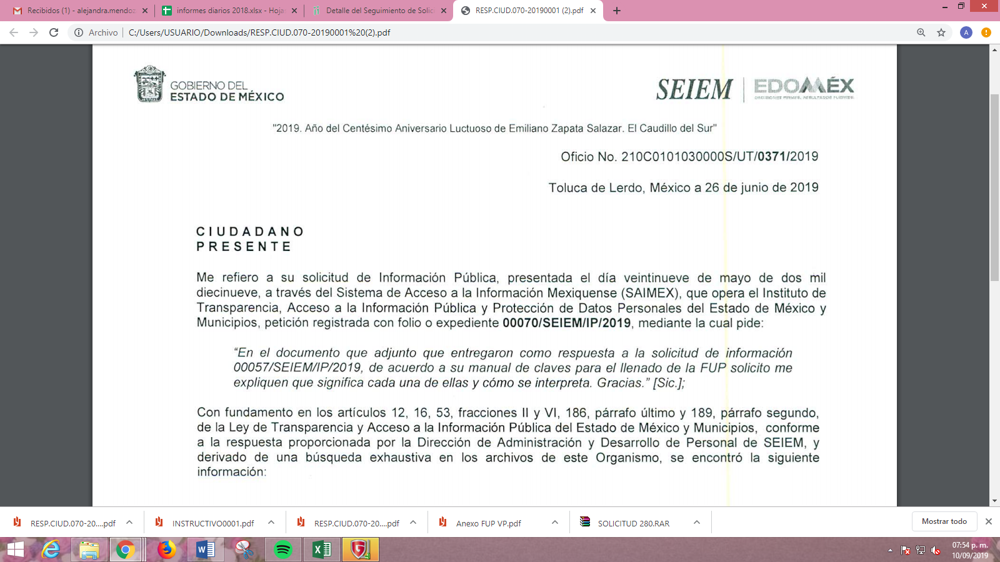 Recibidos (1) - alejandra.mendoz
informes diarios 2018.xlsx - Hoja
Detalle del Seguimiento de Solic
RESP.CIUD.070-20190001 (2).pdf
Archivo
C:/Users/USUARIO/Downloads/RESP.CIUD.070-20190001%20(2).pdf
A
GOBIERNO DEL
ESTADO DE MÉXICO
SEIEM
EDOMÉX
DECISIONES FIRMES, RESULTADOS FUERTES
"2019. Año del Centésimo Aniversario Luctuoso de Emiliano Zapata Salazar. El Caudillo del Sur"
Oficio No. 210C0101030000S/UT/0371/2019
Toluca de Lerdo, México a 26 de junio de 2019
CIUDADANO
PRESENTE
Me refiero a su solicitud de Información Pública, presentada el día veintinueve de mayo de dos mil
diecinueve, a través del Sistema de Acceso a la Información Mexiquense (SAIMEX), que opera el Instituto de
Transparencia, Acceso a la Información Pública y Protección de Datos Personales del Estado de México y
Municipios, petición registrada con folio o expediente 00070/SEIEM/IP/2019, mediante la cual pide:
“En el documento que adjunto que entregaron como respuesta a la solicitud de información
00057/SEIEM/IP/2019, de acuerdo a su manual de claves para el llenado de la FUP solicito me
expliquen que significa cada una de ellas y cómo se interpreta. Gracias.” [Sic.];
Con fundamento en los artículos 12, 16, 53, fracciones II y VI, 186, párrafo último y 189, párrafo segundo,
de la Ley de Transparencia y Acceso a la Información Pública del Estado de México y Municipios, conforme
a la respuesta proporcionada por la Dirección de Administración y Desarrollo de Personal de SEIEM, y
derivado de una búsqueda exhaustiva en los archivos de este Organismo, se encontró la siguiente
información:
RESP.CIUD.070-20....pdf
INSTRUCTIVO0001.pdf
RESP.CIUD.070-20....pdf
Anexo FUP VP.pdf
SOLICITUD 280.RAR
Mostrar todo
07:54 p. m.
10/09/2019